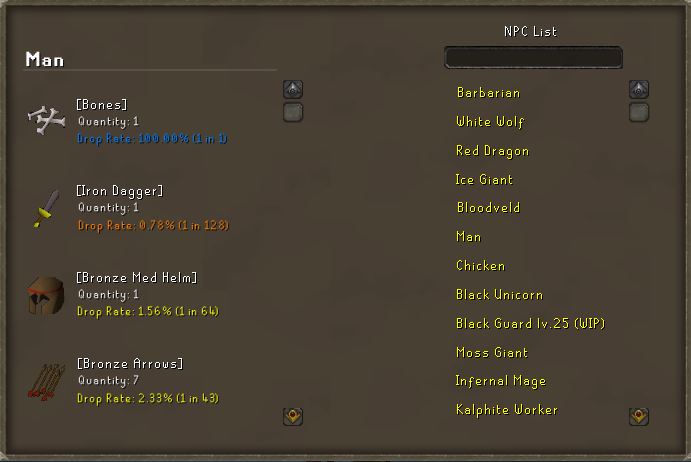 Man
[Bones]
Quantity: 1
Drop Rate: 100.00% (1 in 1)
[Iron Dagger]
Quantity: 1
Drop Rate: 0.78% (1 in 128)
[Bronze Med Helm]
Quantity: 1
Drop Rate: 1.56% (1 in 64)
[Bronze Arrows]
Quantity: 7
Drop Rate: 2.33% (1 in 43)
NPC List
Barbarian
White Wolf
Red Dragon
Ice Giant
Bloodveld
Man
Chicken
Black Unicorn
Black Guard lv.25 (WIP)
Moss Giant
Infernal Mage
Kalphite Worker